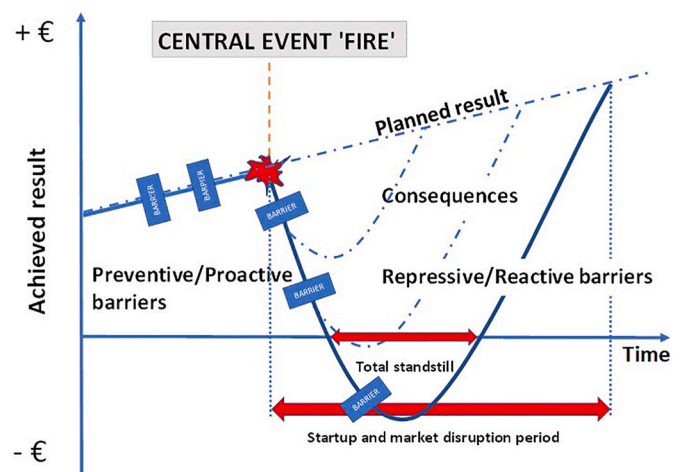 + €
CENTRAL EVENT 'FIRE'
Planned result
BARRIER
BARRIER
Consequences
BARRIER
Achieved result
Preventive/Proactive
barriers
Repressive/Reactive barriers
BARRIER
Time
Total standstill
BARRIER
Startup and market disruption period
- €